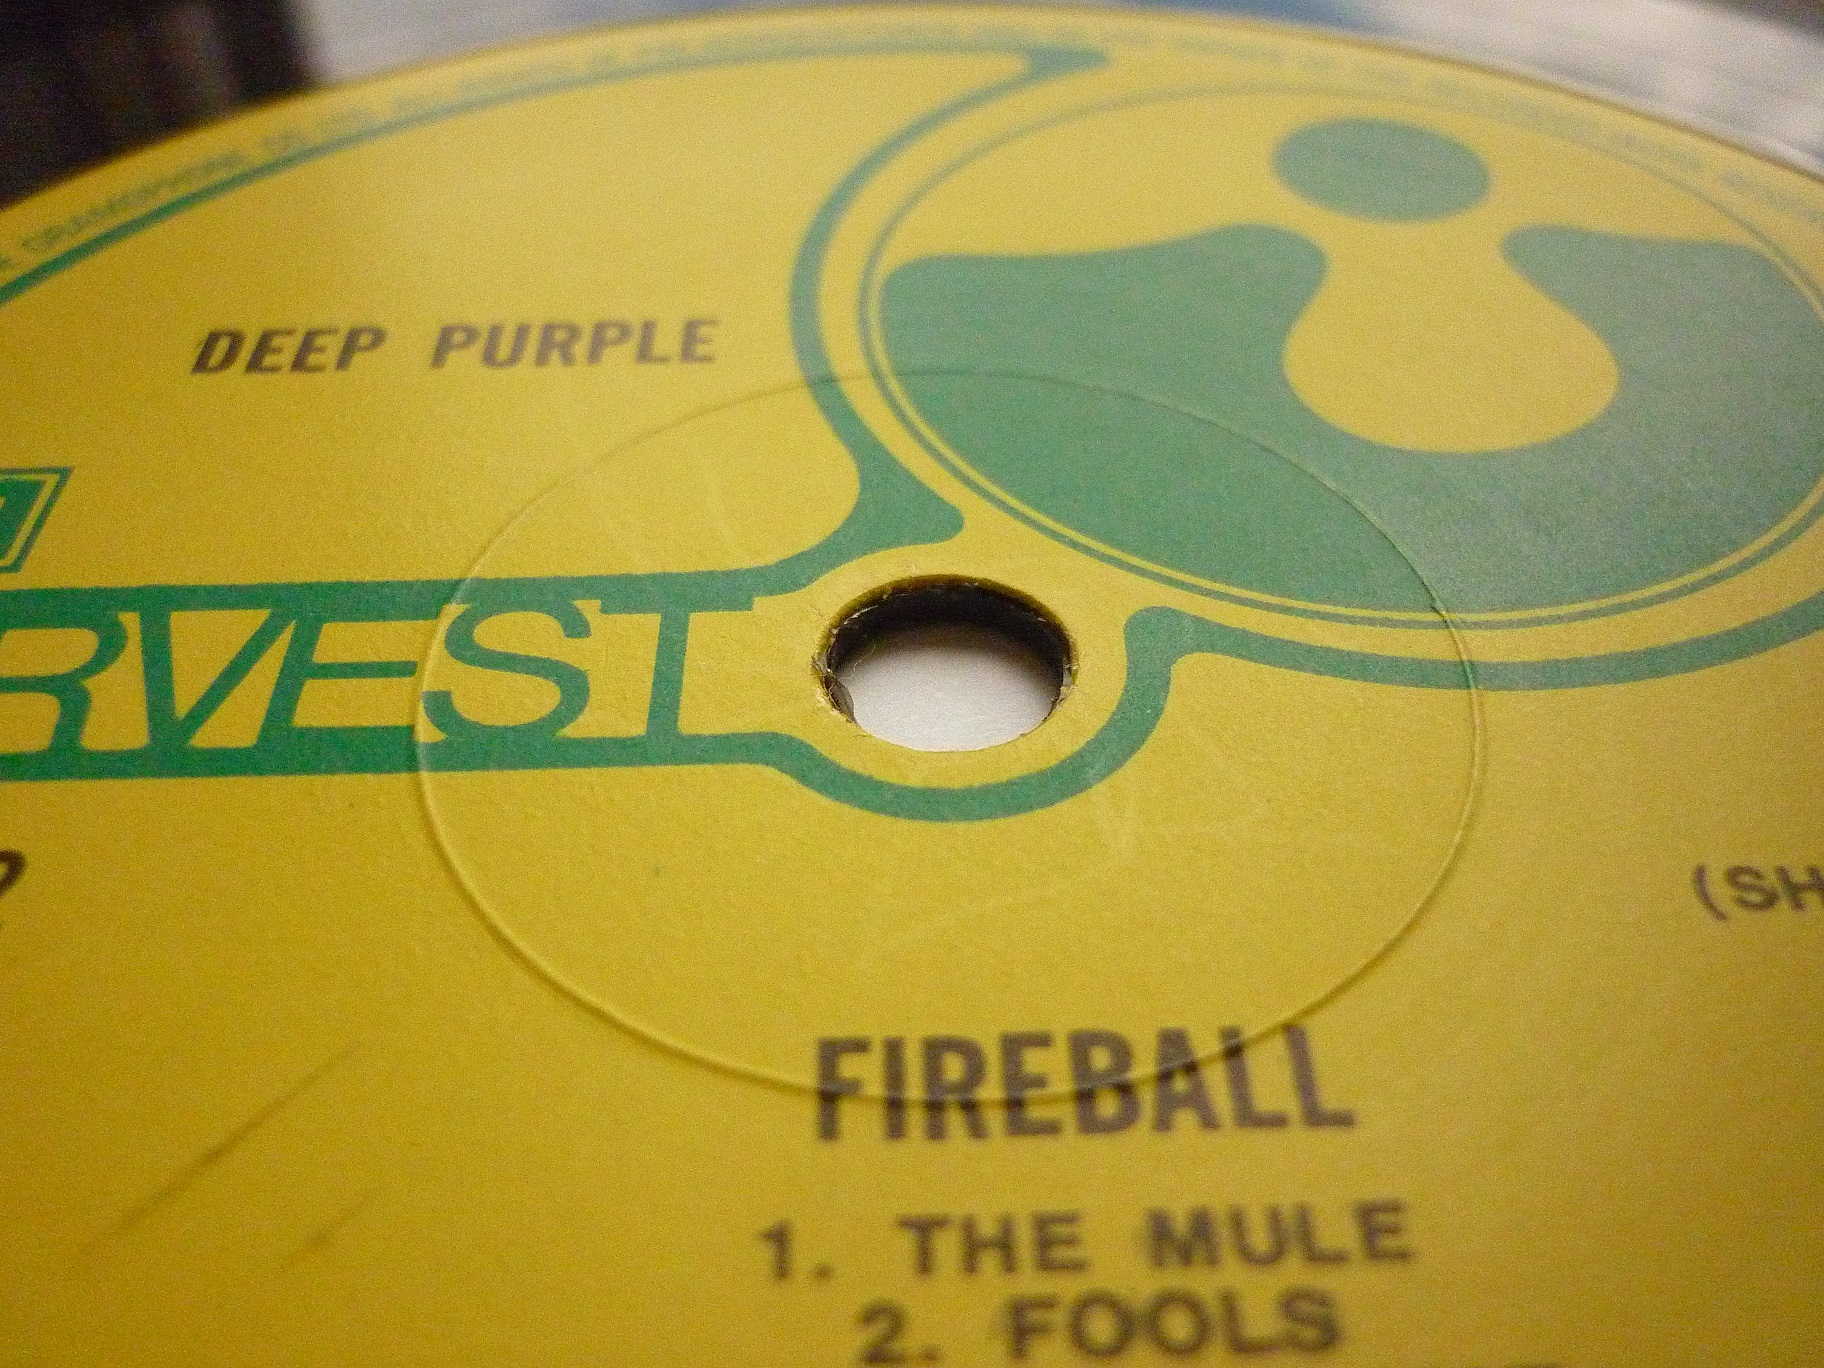 DEEP PURPLE
RVEST
(SH
FIREBALL
1. THE MULE
2. FOOLS